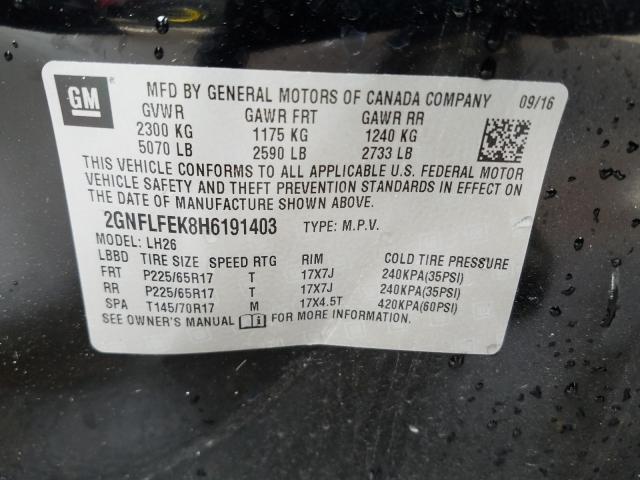 GM MFD BY GENERAL MOTORS OF CANADA COMPANY 09/16
GVWR GAWR FRT GAWR RR
2300 KG 1175 KG 1240 KG
5070 LB 2590 LB 2733 LB
THIS VEHICLE CONFORMS TO ALL APPLICABLE U.S. FEDERAL MOTOR
VEHICLE SAFETY AND THEFT PREVENTION STANDARDS IN EFFECT ON
THE DATE OF MANUFACTURE SHOWN ABOVE.
2GNFLFEK8H6191403 TYPE: M.P.V.
MODEL: LH26
LBBD TIRE SIZE SPEED RTG RIM COLD TIRE PRESSURE
FRT P225/65R17 T 17X7J 240KPA(35PSI)
RR P225/65R17 T 17X7J 240KPA(35PSI)
SPA T145/70R17 M 17X4.5T 420KPA(60PSI)
SEE OWNER'S MANUAL FOR MORE INFORMATION.